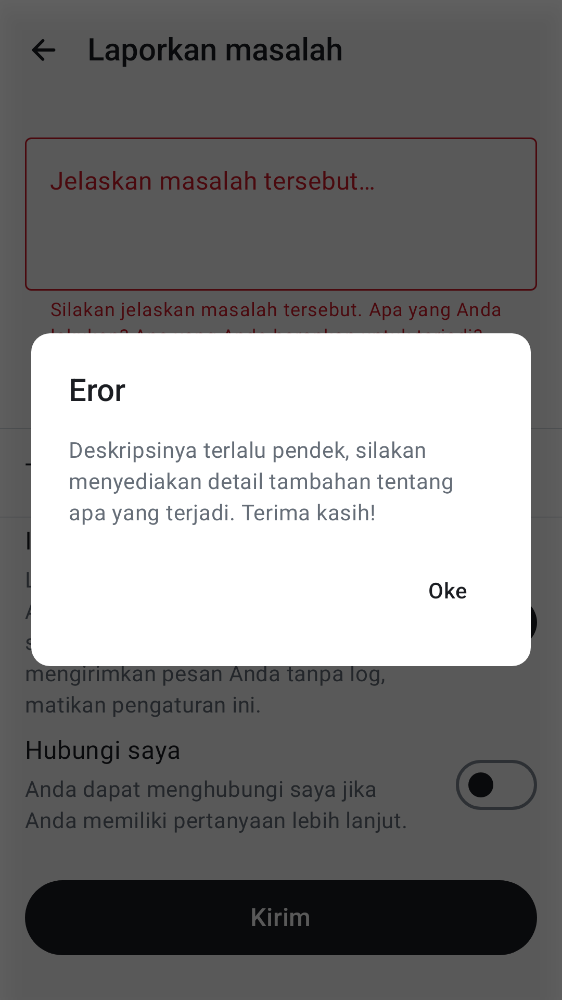 Laporkan masalah
Jelaskan masalah tersebut...
Silakan jelaskan masalah tersebut. Apa yang Anda
Eror
Deskripsinya terlalu pendek, silakan
menyediakan detail tambahan tentang
apa yang terjadi. Terima kasih!
Oke
mengirimkan pesan Anda tanpa log,
matikan pengaturan ini.
Hubungi saya
Anda dapat menghubungi saya jika
Anda memiliki pertanyaan lebih lanjut.
Kirim